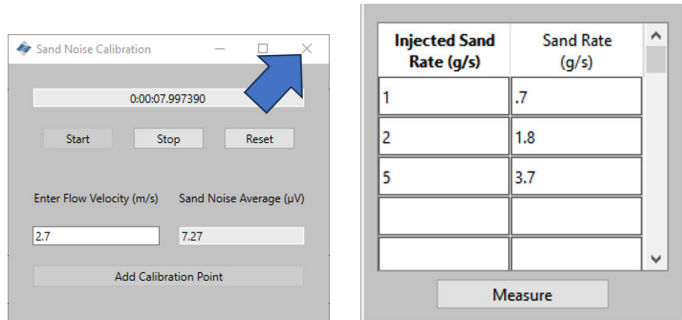 Sand Noise Calibration
0:00:07.997390
Start Stop Reset
Enter Flow Velocity (m/s) Sand Noise Average (µV)
2.7 7.27
Add Calibration Point
Injected Sand Sand Rate
Rate (g/s) (g/s)
1 .7
2 1.8
5 3.7
Measure